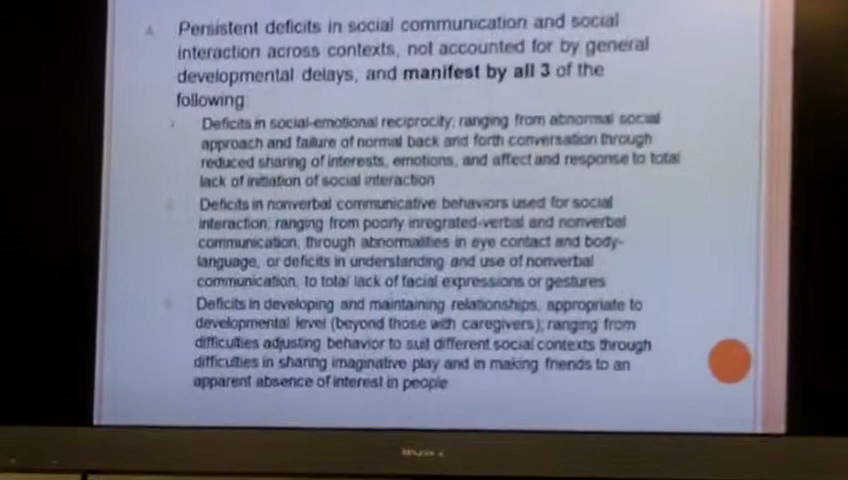 A. Persistent deficits in social communication and social
interaction across contexts, not accounted for by general
developmental delays, and manifest by all 3 of the
following:
Deficits in social-emotional reciprocity; ranging from abnormal social
approach and failure of normal back and forth conversation through
reduced sharing of interests, emotions, and affect and response to total
lack of initiation of social interaction
Deficits in nonverbal communicative behaviors used for social
interaction; ranging from poorly inregrated-verbal and nonverbal
communication, through abnormalities in eye contact and body-
language, or deficits in understanding and use of nonverbal
communication, to total lack of facial expressions or gestures
Deficits in developing and maintaining relationships, appropriate to
developmental level (beyond those with caregivers); ranging from
difficulties adjusting behavior to suit different social contexts through
difficulties in sharing imaginative play and in making friends to an
apparent absence of interest in people